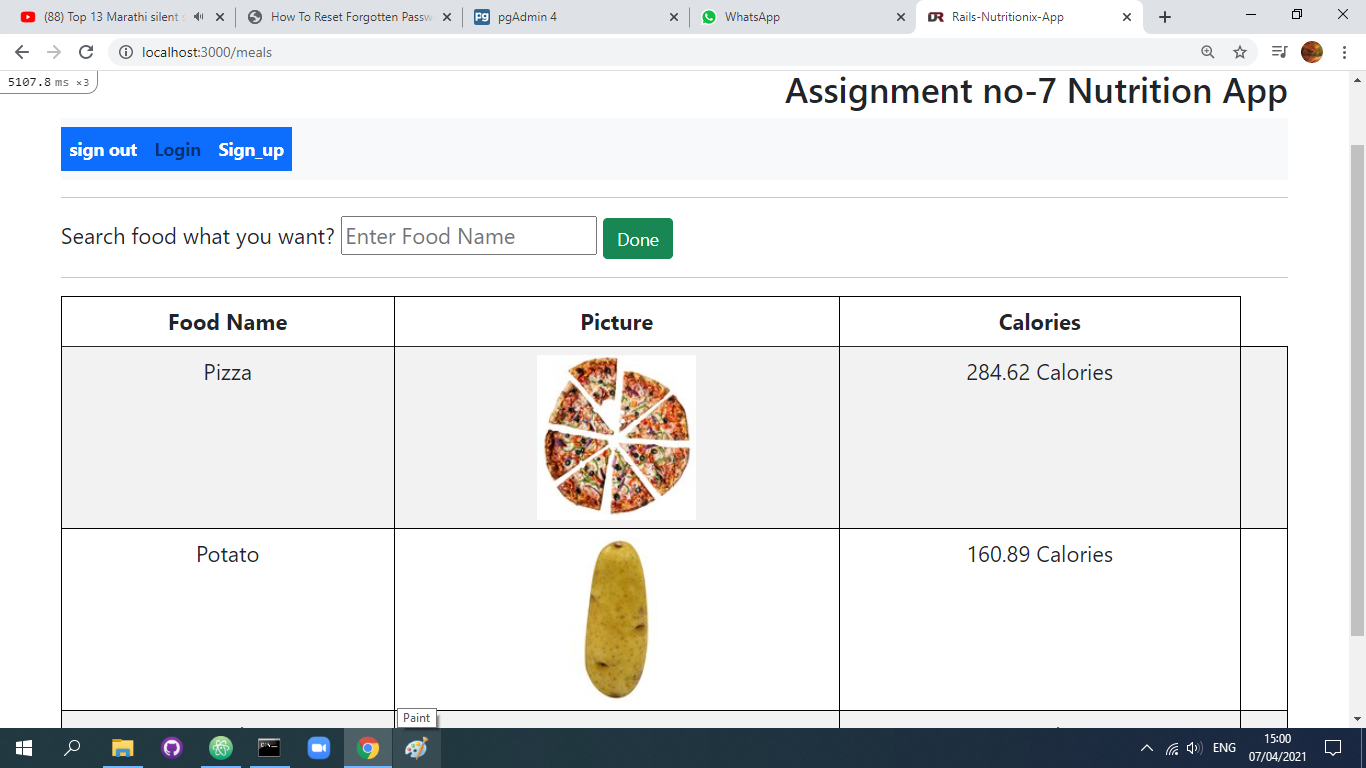 (88) Top 13 Marathi silent
How To Reset Forgotten Passw
pgAdmin 4
WhatsApp
Rails-Nutritionix-App
localhost:3000/meals
5107.8 ms ×3
Assignment no-7 Nutrition App
sign out Login Sign_up
Search food what you want? Enter Food Name Done
Food Name Picture Calories
Pizza 284.62 Calories
Potato 160.89 Calories
Paint
ENG
15:00
07/04/2021